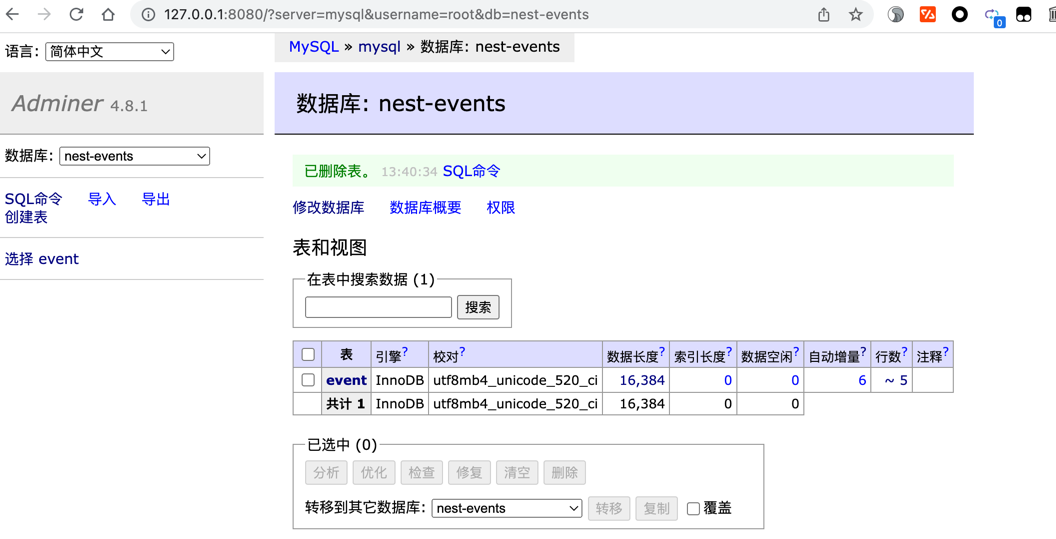 127.0.0.1:8080/?server=mysql&username=root&db=nest-events
0
语言: 简体中文
MySQL » mysql » 数据库: nest-events
Adminer 4.8.1
数据库: nest-events
数据库: nest-events
已删除表。 13:40:34 SQL命令
SQL命令 导入 导出
创建表
修改数据库 数据库概要 权限
选择 event
表和视图
在表中搜索数据 (1)
搜索
表 引擎? 校对? 数据长度? 索引长度? 数据空闲? 自动增量? 行数? 注释?
event InnoDB utf8mb4_unicode_520_ci 16,384 0 0 6 ~ 5
共计 1 InnoDB utf8mb4_unicode_520_ci 16,384 0 0
已选中 (0)
分析 优化 检查 修复 清空 删除
转移到其它数据库: nest-events 转移 复制 覆盖